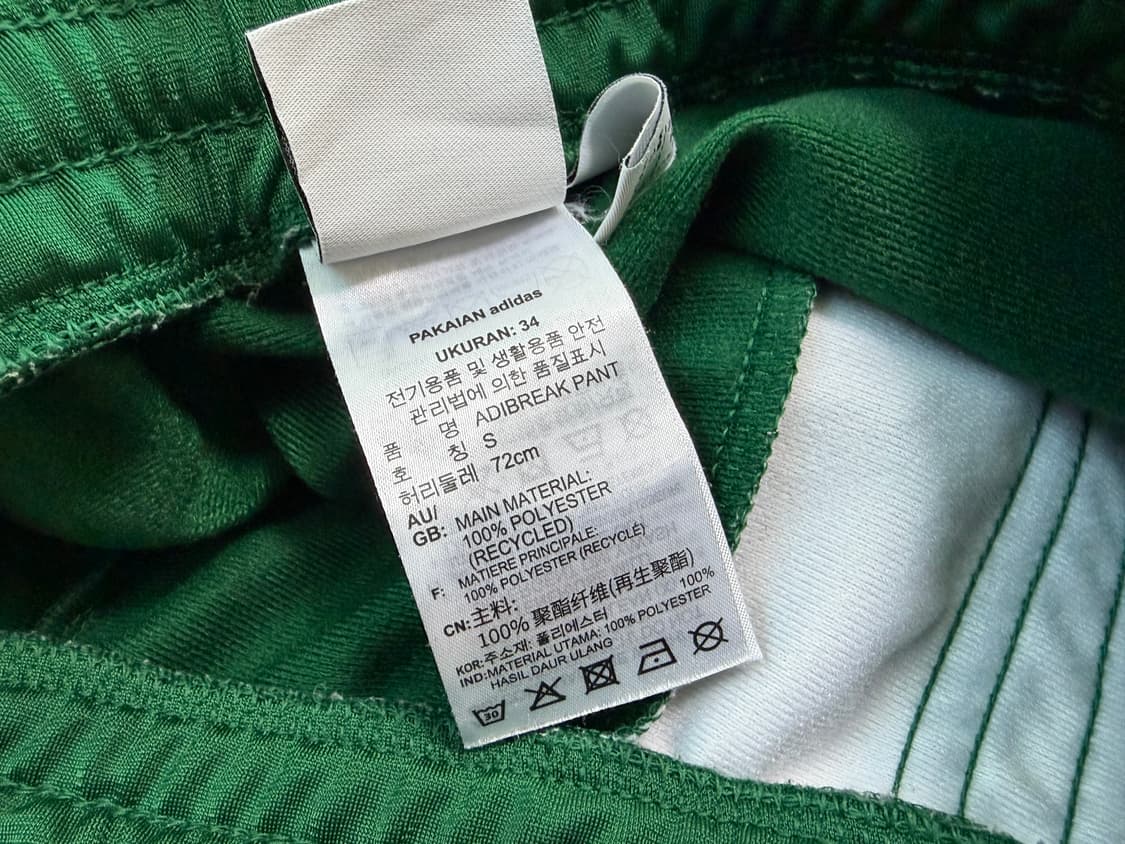 PAKAIAN adidas
UKURAN: 34
전기용품 및 생활용품 안전
관리법에 의한 품질표시
품 명 ADIBREAK PANT
호 칭 S
허리둘레 72cm
AU/
GB: MAIN MATERIAL:
100% POLYESTER
(RECYCLED)
F: MATIERE PRINCIPALE:
100% POLYESTER (RECYCLÉ)
CN: 主料:
100% 聚酯纤维(再生聚酯)
KOR: 주소재: 폴리에스터 100%
IND: MATERIAL UTAMA: 100% POLYESTER
HASIL DAUR ULANG
30